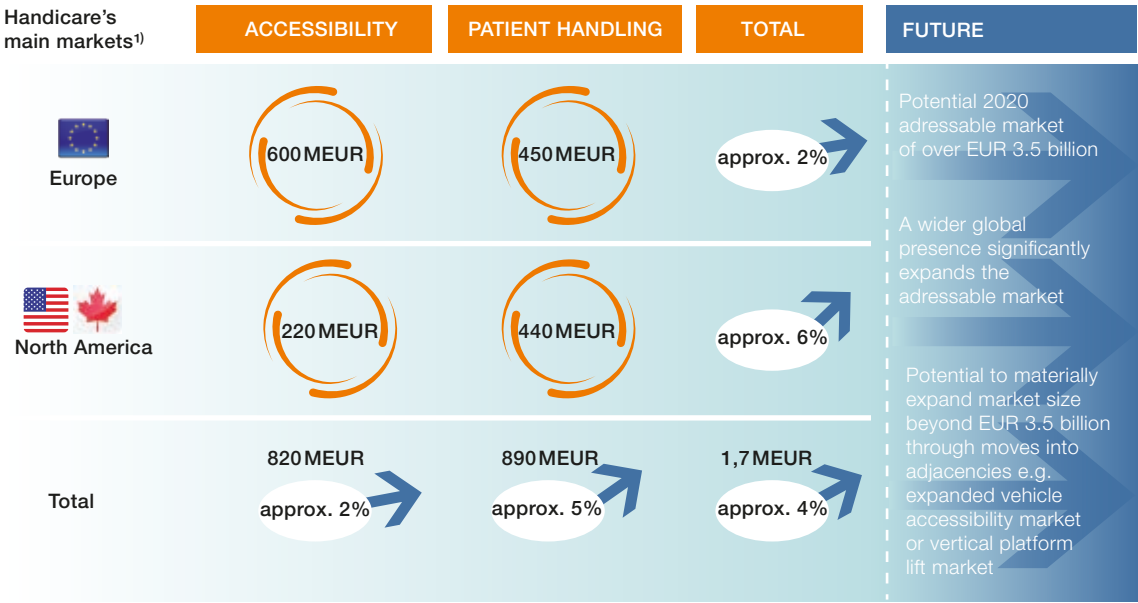 Handicare's
main markets¹⁾
ACCESSIBILITY
PATIENT HANDLING
TOTAL
FUTURE
Europe
600 MEUR
450 MEUR
approx. 2%
North America
220 MEUR
440 MEUR
approx. 6%
Total
820 MEUR
approx. 2%
890 MEUR
approx. 5%
1,7 MEUR
approx. 4%
Potential 2020
adressable market
of over EUR 3.5 billion
A wider global
presence significantly
expands the
adressable market
Potential to materially
expand market size
beyond EUR 3.5 billion
through moves into
adjacencies e.g.
expanded vehicle
accessibility market
or vertical platform
lift market